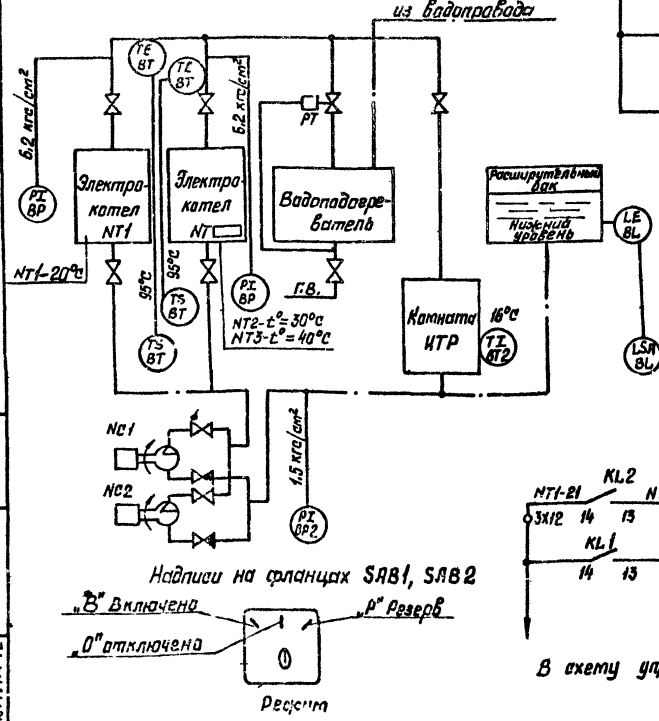 из водопровода
TE
BT
TE
BT
6.2 кгс/см²
6.2 кгс/см²
PT
PI
BP
Электро-
котел
NT1
Электро-
котел
NT
Водоподогре-
ватель
Расширительный
бак
Нижний
уровень
LE
BL
NT1-20°C
95°C
95°C
TS
BT
PI
BP
Г.В.
NT2-t°=30°C
NT3-t°=40°C
TS
BT
Комната
ИТР
16°C
TI
BT2
LSA
BL
NC1
NC2
1.5 кгс/см²
PI
BP2
NT1-21
KL2
3X12
14
13
KL1
14
13
Надписи на фланцах SAB1, SAB2
„В" Включено
„Р" Резерв
„О" отключено
Режим
В схему уп